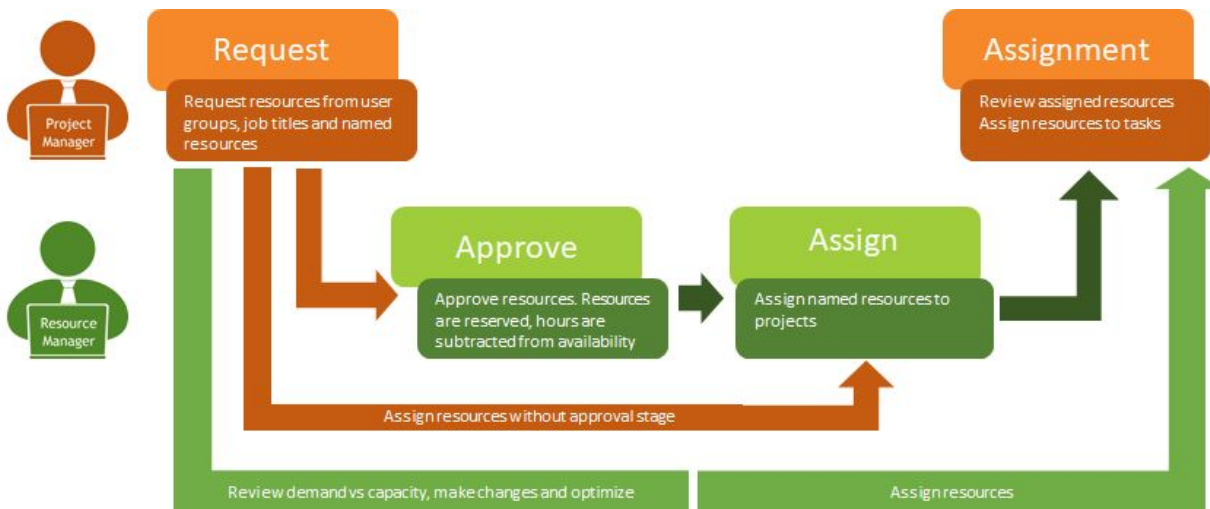 Request
Request resources from user
groups, job titles and named
resources
Project
Manager
Assignment
Review assigned resources
Assign resources to tasks
Approve
Approve resources. Resources
are reserved, hours are
subtracted from availability
Assign
Assign named resources to
projects
Resource
Manager
Assign resources without approval stage
Review demand vs capacity, make changes and optimize
Assign resources